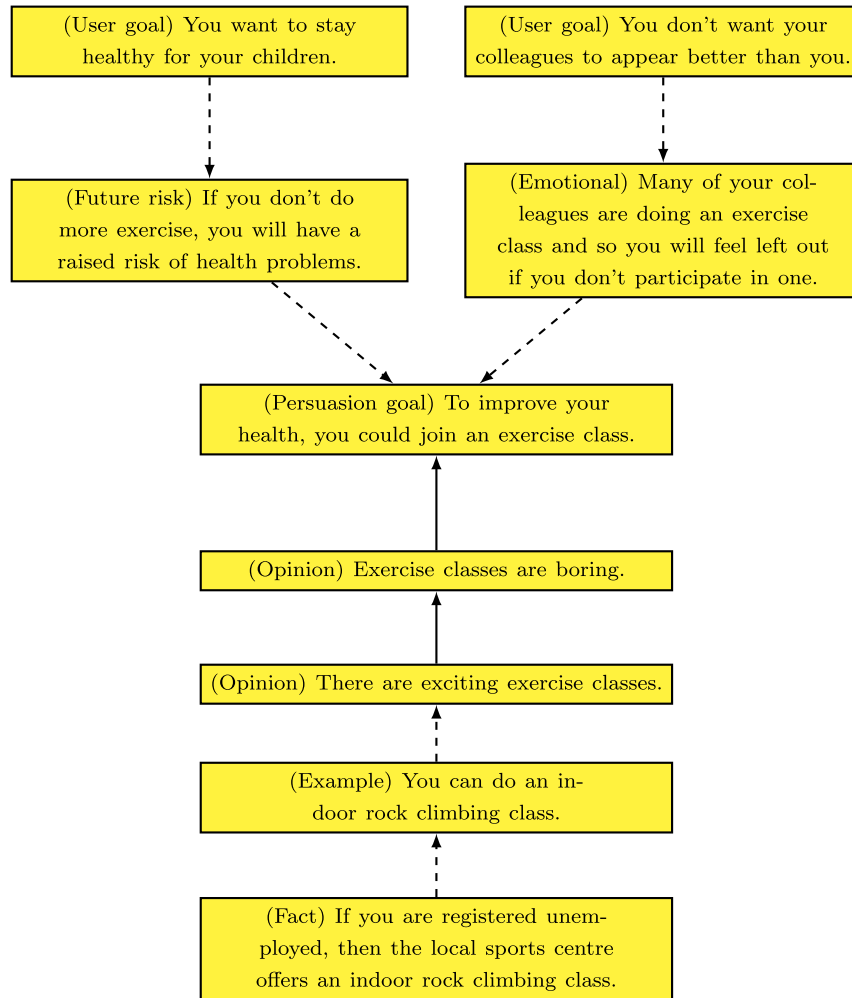 (User goal) You want to stay
healthy for your children.
(User goal) You don't want your
colleagues to appear better than you.
(Future risk) If you don't do
more exercise, you will have a
raised risk of health problems.
(Emotional) Many of your col-
leagues are doing an exercise
class and so you will feel left out
if you don't participate in one.
(Persuasion goal) To improve your
health, you could join an exercise class.
(Opinion) Exercise classes are boring.
(Opinion) There are exciting exercise classes.
(Example) You can do an in-
door rock climbing class.
(Fact) If you are registered unem-
ployed, then the local sports centre
offers an indoor rock climbing class.